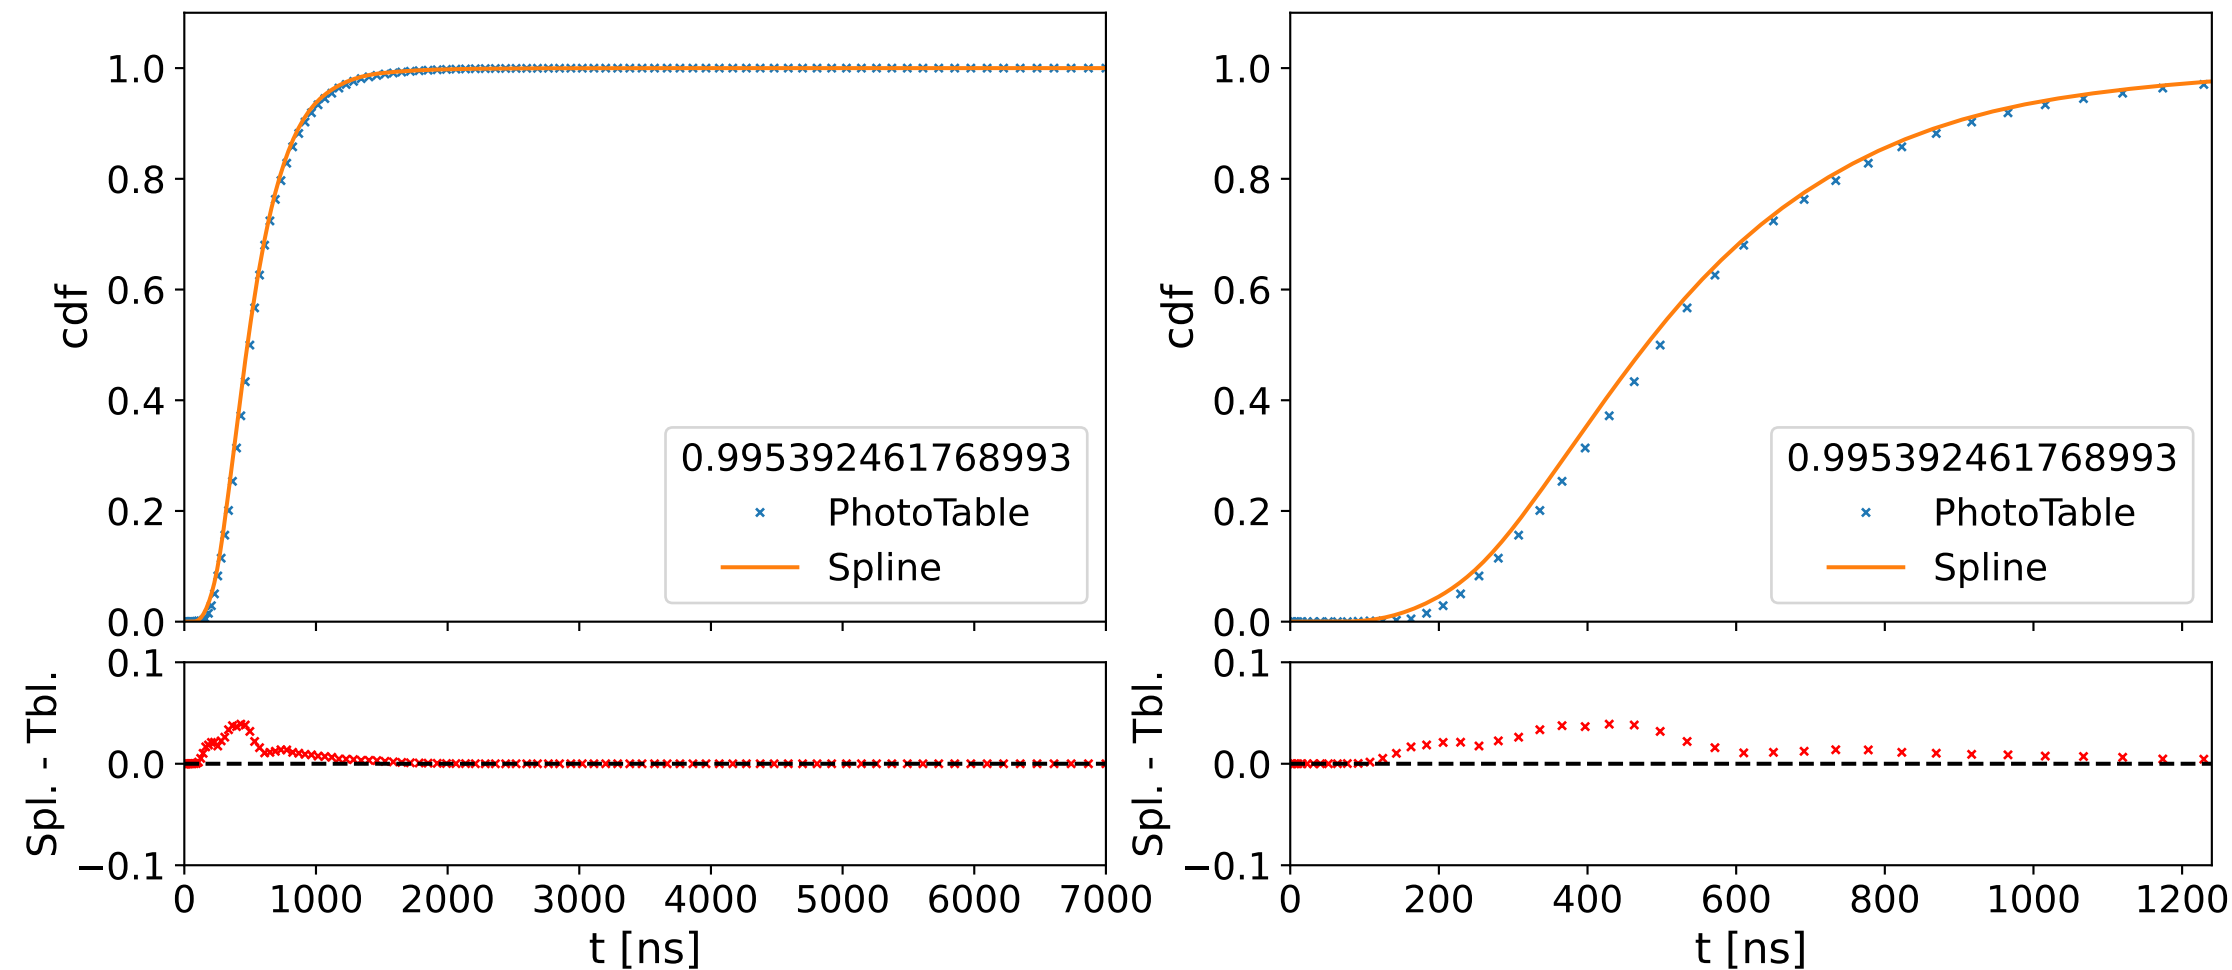 1.0
0.8
0.6
0.4
0.2
0.0
cdf
0.995392461768993
PhotoTable
Spline
0.1
0.0
−0.1
Spl. - Tbl.
0 1000 2000 3000 4000 5000 6000 7000
t [ns]
1.0
0.8
0.6
0.4
0.2
0.0
cdf
0.995392461768993
PhotoTable
Spline
0.1
0.0
−0.1
Spl. - Tbl.
0 200 400 600 800 1000 1200
t [ns]